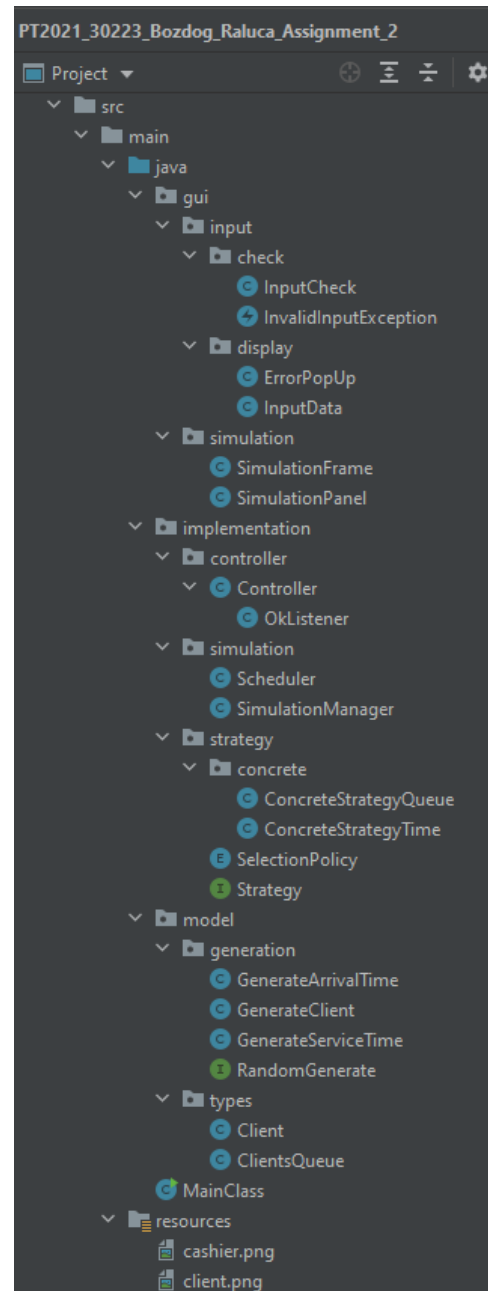 PT2021_30223_Bozdog_Raluca_Assignment_2
Project
src
main
java
gui
input
check
C InputCheck
InvalidInputException
display
C ErrorPopUp
C InputData
simulation
C SimulationFrame
C SimulationPanel
implementation
controller
C Controller
C OkListener
simulation
C Scheduler
C SimulationManager
strategy
concrete
C ConcreteStrategyQueue
C ConcreteStrategyTime
E SelectionPolicy
I Strategy
model
generation
C GenerateArrivalTime
C GenerateClient
C GenerateServiceTime
I RandomGenerate
types
C Client
C ClientsQueue
C MainClass
resources
cashier.png
client.png